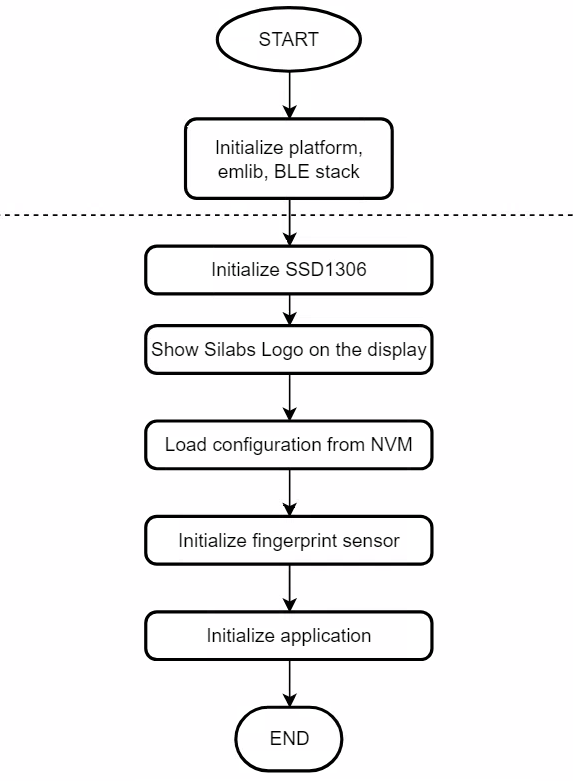 START
Initialize platform,
emlib, BLE stack
Initialize SSD1306
Show Silabs Logo on the display
Load configuration from NVM
Initialize fingerprint sensor
Initialize application
END